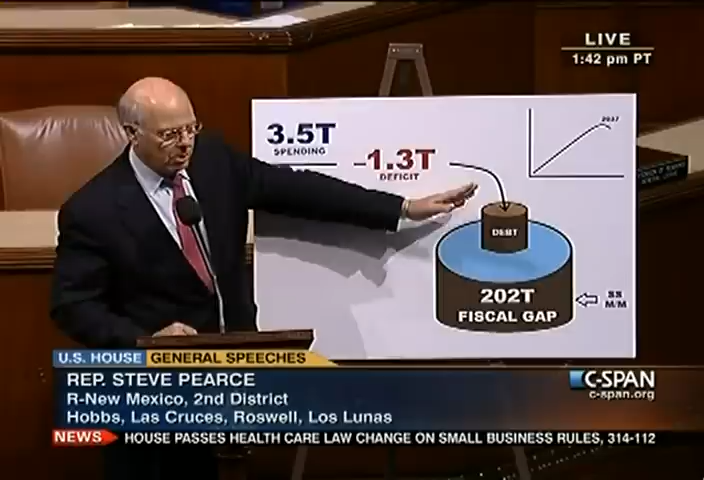 LIVE
1:42 pm PT
3.5T
SPENDING
-1.3T
DEFICIT
2037
DEBT
202T
FISCAL GAP
SS
M/M
U.S. HOUSE GENERAL SPEECHES
REP. STEVE PEARCE
R-New Mexico, 2nd District
Hobbs, Las Cruces, Roswell, Los Lunas
C-SPAN
c-span.org
NEWS HOUSE PASSES HEALTH CARE LAW CHANGE ON SMALL BUSINESS RULES, 314-112